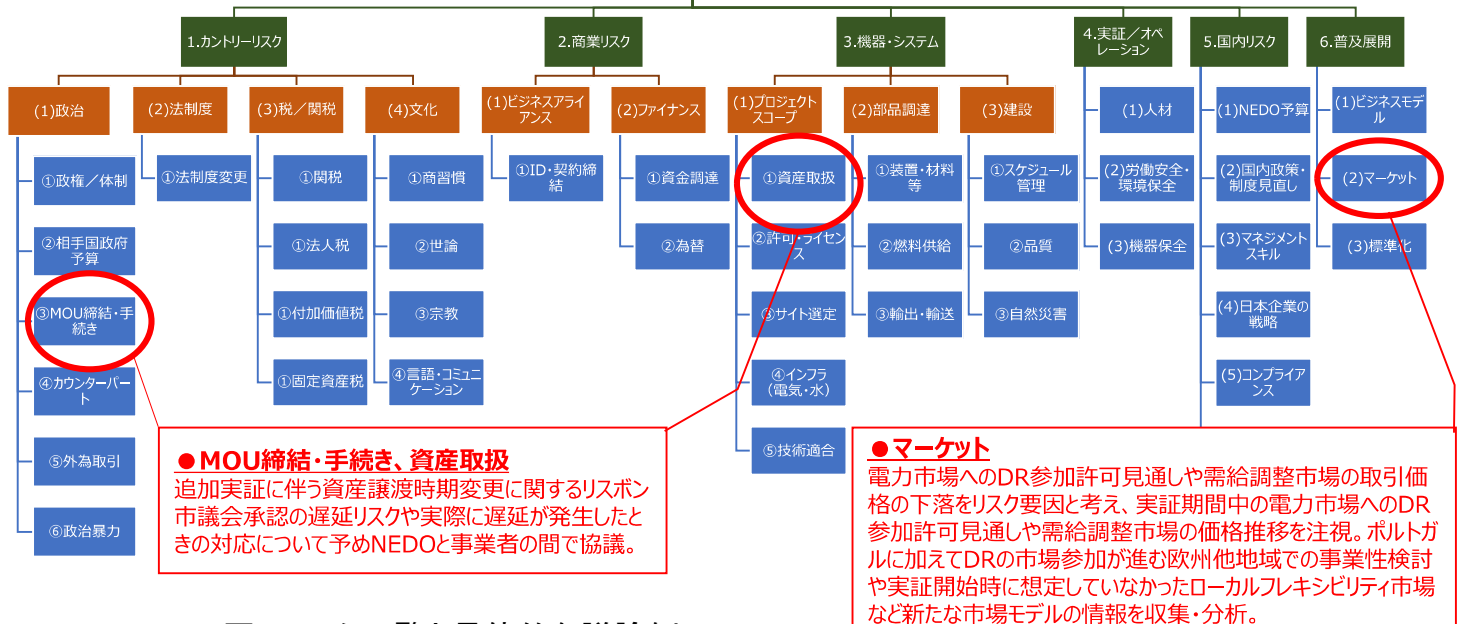 1.カントリーリスク
2.商業リスク
3.機器・システム
4.実証／オペ
レーション
5.国内リスク
6.普及展開
(1)政治
(2)法制度
(3)税／関税
(4)文化
(1)ビジネスアライ
アンス
(2)ファイナンス
(1)プロジェクト
スコープ
(2)部品調達
(3)建設
(1)人材
(1)NEDO予算
(1)ビジネスモデ
ル
①政権／体制
①法制度変更
①関税
①商習慣
①ID・契約締
結
①資金調達
①資産取扱
①装置・材料
等
①スケジュール
管理
(2)労働安全・
環境保全
(2)国内政策・
制度見直し
(2)マーケット
②相手国政府
予算
①法人税
②世論
②為替
②許可・ライセン
ス
②燃料供給
②品質
(3)機器保全
(3)マネジメント
スキル
(3)標準化
③MOU締結・手
続き
①付加価値税
③宗教
③サイト選定
③輸出・輸送
③自然災害
(4)日本企業の
戦略
④カウンターパー
ト
①固定資産税
④言語・コミュニ
ケーション
④インフラ
（電気・水）
(5)コンプライア
ンス
⑤外為取引
⑤技術適合
⑥政治暴力
●MOU締結・手続き、資産取扱
追加実証に伴う資産譲渡時期変更に関するリスボン
市議会承認の遅延リスクや実際に遅延が発生したと
きの対応について予めNEDOと事業者の間で協議。
●マーケット
電力市場へのDR参加許可見通しや需給調整市場の取引価
格の下落をリスク要因と考え、実証期間中の電力市場へのDR
参加許可見通しや需給調整市場の価格推移を注視。ポルトガ
ルに加えてDRの市場参加が進む欧州他地域での事業性検討
や実証開始時に想定していなかったローカルフレキシビリティ市場
など新たな市場モデルの情報を収集・分析。